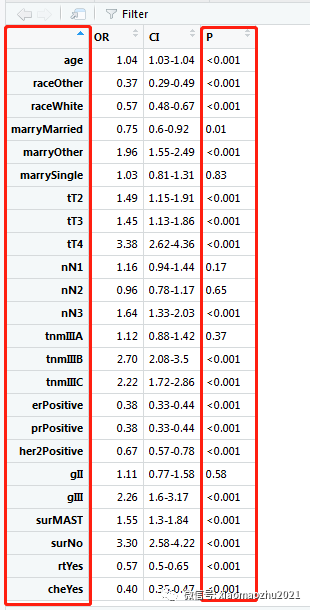 Filter
OR CI P
age 1.04 1.03-1.04 <0.001
raceOther 0.37 0.29-0.49 <0.001
raceWhite 0.57 0.48-0.67 <0.001
marryMarried 0.75 0.6-0.92 0.01
marryOther 1.96 1.55-2.49 <0.001
marrySingle 1.03 0.81-1.31 0.83
tT2 1.49 1.15-1.91 <0.001
tT3 1.45 1.13-1.86 <0.001
tT4 3.38 2.62-4.36 <0.001
nN1 1.16 0.94-1.44 0.17
nN2 0.96 0.78-1.17 0.65
nN3 1.64 1.33-2.03 <0.001
tnmⅢA 1.12 0.88-1.42 0.37
tnmⅢB 2.70 2.08-3.5 <0.001
tnmⅢC 2.22 1.72-2.86 <0.001
erPositive 0.38 0.33-0.44 <0.001
prPositive 0.38 0.33-0.44 <0.001
her2Positive 0.67 0.57-0.78 <0.001
gⅡ 1.11 0.77-1.58 0.58
gⅢ 2.26 1.6-3.17 <0.001
surMAST 1.55 1.3-1.84 <0.001
surNo 3.30 2.58-4.22 <0.001
rtYes 0.57 0.5-0.65 <0.001
cheYes 0.40 <0.001
微信号: xiaomaozhu2021